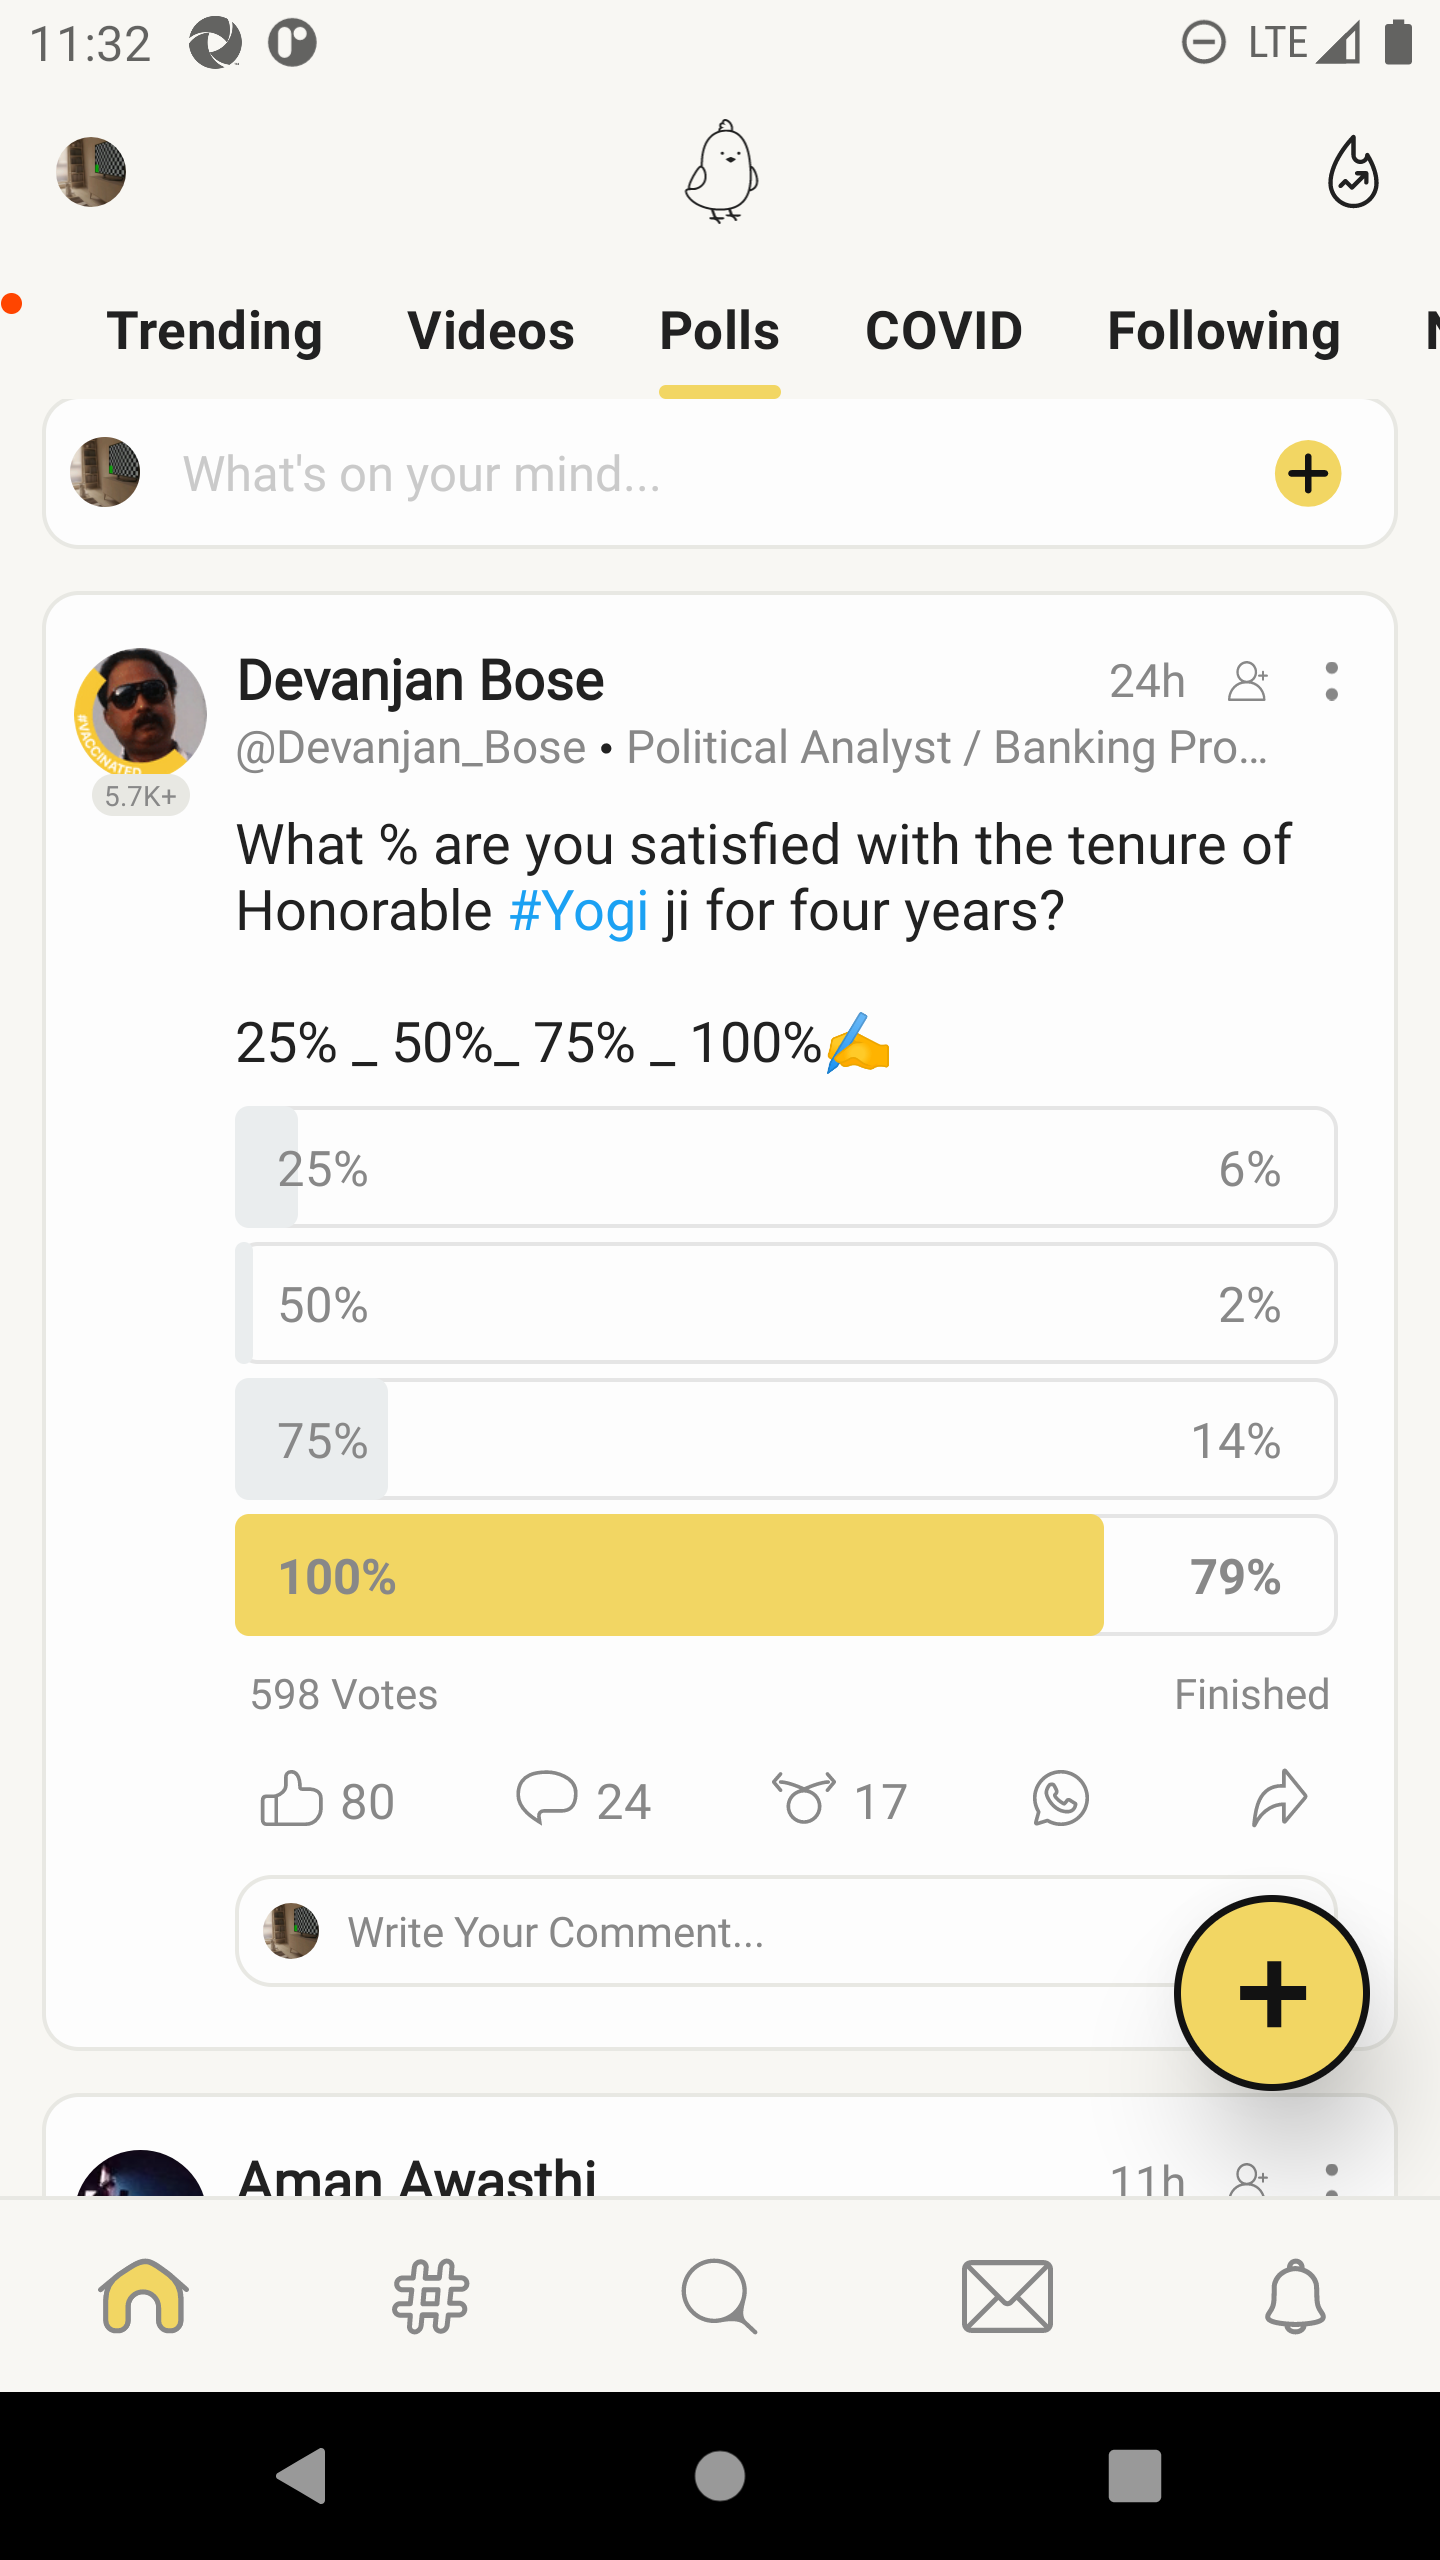 11:32
LTE
Trending Videos Polls COVID Following
What's on your mind...
Devanjan Bose 24h
@Devanjan_Bose • Political Analyst / Banking Pro...
#VACCINATED
5.7K+
What % are you satisfied with the tenure of
Honorable #Yogi ji for four years?
25% _ 50%_ 75% _ 100%✍
25% 6%
50% 2%
75% 14%
100% 79%
598 Votes Finished
80 24 17
Write Your Comment...
Aman Awasthi 11h